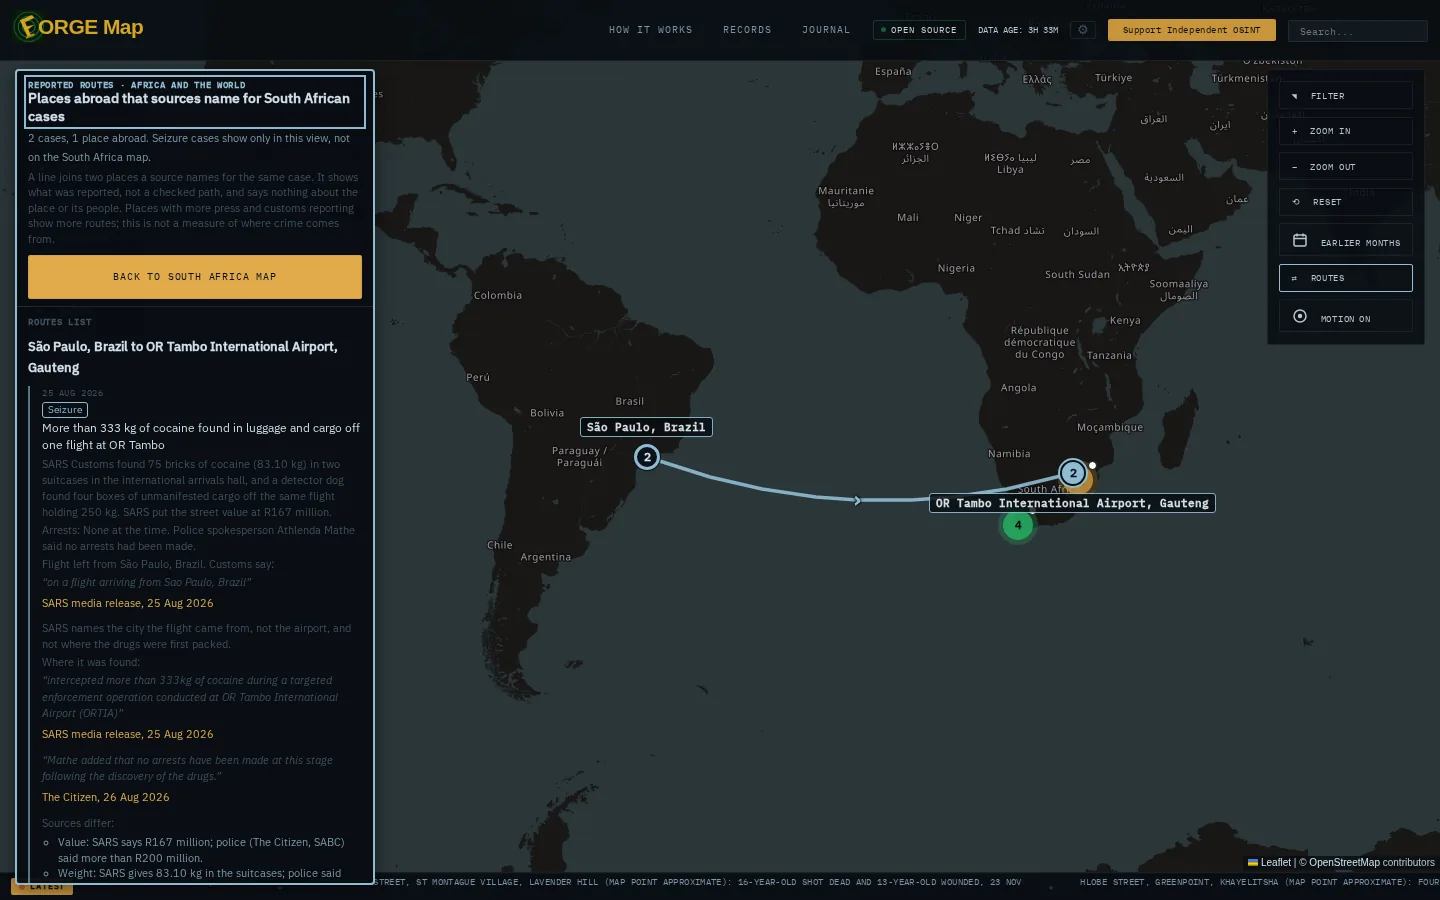 FORGE Map
HOW IT WORKS
RECORDS
JOURNAL
OPEN SOURCE
DATA AGE: 3H 33M
Support Independent OSINT
Search...
REPORTED ROUTES · AFRICA AND THE WORLD
Places abroad that sources name for South African
cases
2 cases, 1 place abroad. Seizure cases show only in this view, not
on the South Africa map.
A line joins two places a source names for the same case. It shows
what was reported, not a checked path, and says nothing about the
place or its people. Places with more press and customs reporting
show more routes; this is not a measure of where crime comes
from.
BACK TO SOUTH AFRICA MAP
ROUTES LIST
São Paulo, Brazil to OR Tambo International Airport,
Gauteng
25 AUG 2026
Seizure
More than 333 kg of cocaine found in luggage and cargo off
one flight at OR Tambo
SARS Customs found 75 bricks of cocaine (83.10 kg) in two
suitcases in the international arrivals hall, and a detector dog
found four boxes of unmanifested cargo off the same flight
holding 250 kg. SARS put the street value at R167 million.
Arrests: None at the time. Police spokesperson Athlenda Mathe
said no arrests had been made.
Flight left from São Paulo, Brazil. Customs say:
"on a flight arriving from Sao Paulo, Brazil"
SARS media release, 25 Aug 2026
SARS names the city the flight came from, not the airport, and
not where the drugs were first packed.
Where it was found:
"intercepted more than 333kg of cocaine during a targeted
enforcement operation conducted at OR Tambo International
Airport (ORTIA)"
SARS media release, 25 Aug 2026
"Mathe added that no arrests have been made at this stage
following the discovery of the drugs."
The Citizen, 26 Aug 2026
Sources differ:
Value: SARS says R167 million; police (The Citizen, SABC)
said more than R200 million.
Weight: SARS gives 83.10 kg in the suitcases; police said
FILTER
+ ZOOM IN
− ZOOM OUT
RESET
EARLIER MONTHS
ROUTES
MOTION ON
España
Ελλάς
Türkiye
Türkmenistan
O'zbekiston
العراق
ايران
الجزائر
ليبيا
Libya
مصر
السعودية
عمان
Mauritanie
موريتانيا
Mali
Niger
Tchad تشاد
السودان
اليمن
Nigeria
South Sudan
ኢትዮጵያ
Soomaaliya
الصومال
Kenya
République
démocratique
du Congo
Tanzania
Angola
Moçambique
Namibia
South Afr
Colombia
Perú
Brasil
Bolivia
Paraguay /
Paraguái
Chile
Argentina
São Paulo, Brazil
2
2
OR Tambo International Airport, Gauteng
4
Leaflet | © OpenStreetMap contributors
LATEST
STREET, ST MONTAGUE VILLAGE, LAVENDER HILL (MAP POINT APPROXIMATE): 16-YEAR-OLD SHOT DEAD AND 13-YEAR-OLD WOUNDED, 23 NOV
HLOBE STREET, GREENPOINT, KHAYELITSHA (MAP POINT APPROXIMATE): FOUR